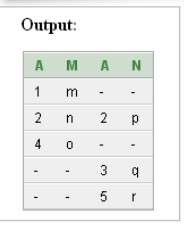 Output:
A M A N
1 m - -
2 n 2 p
4 o - -
- - 3 q
- - 5 r